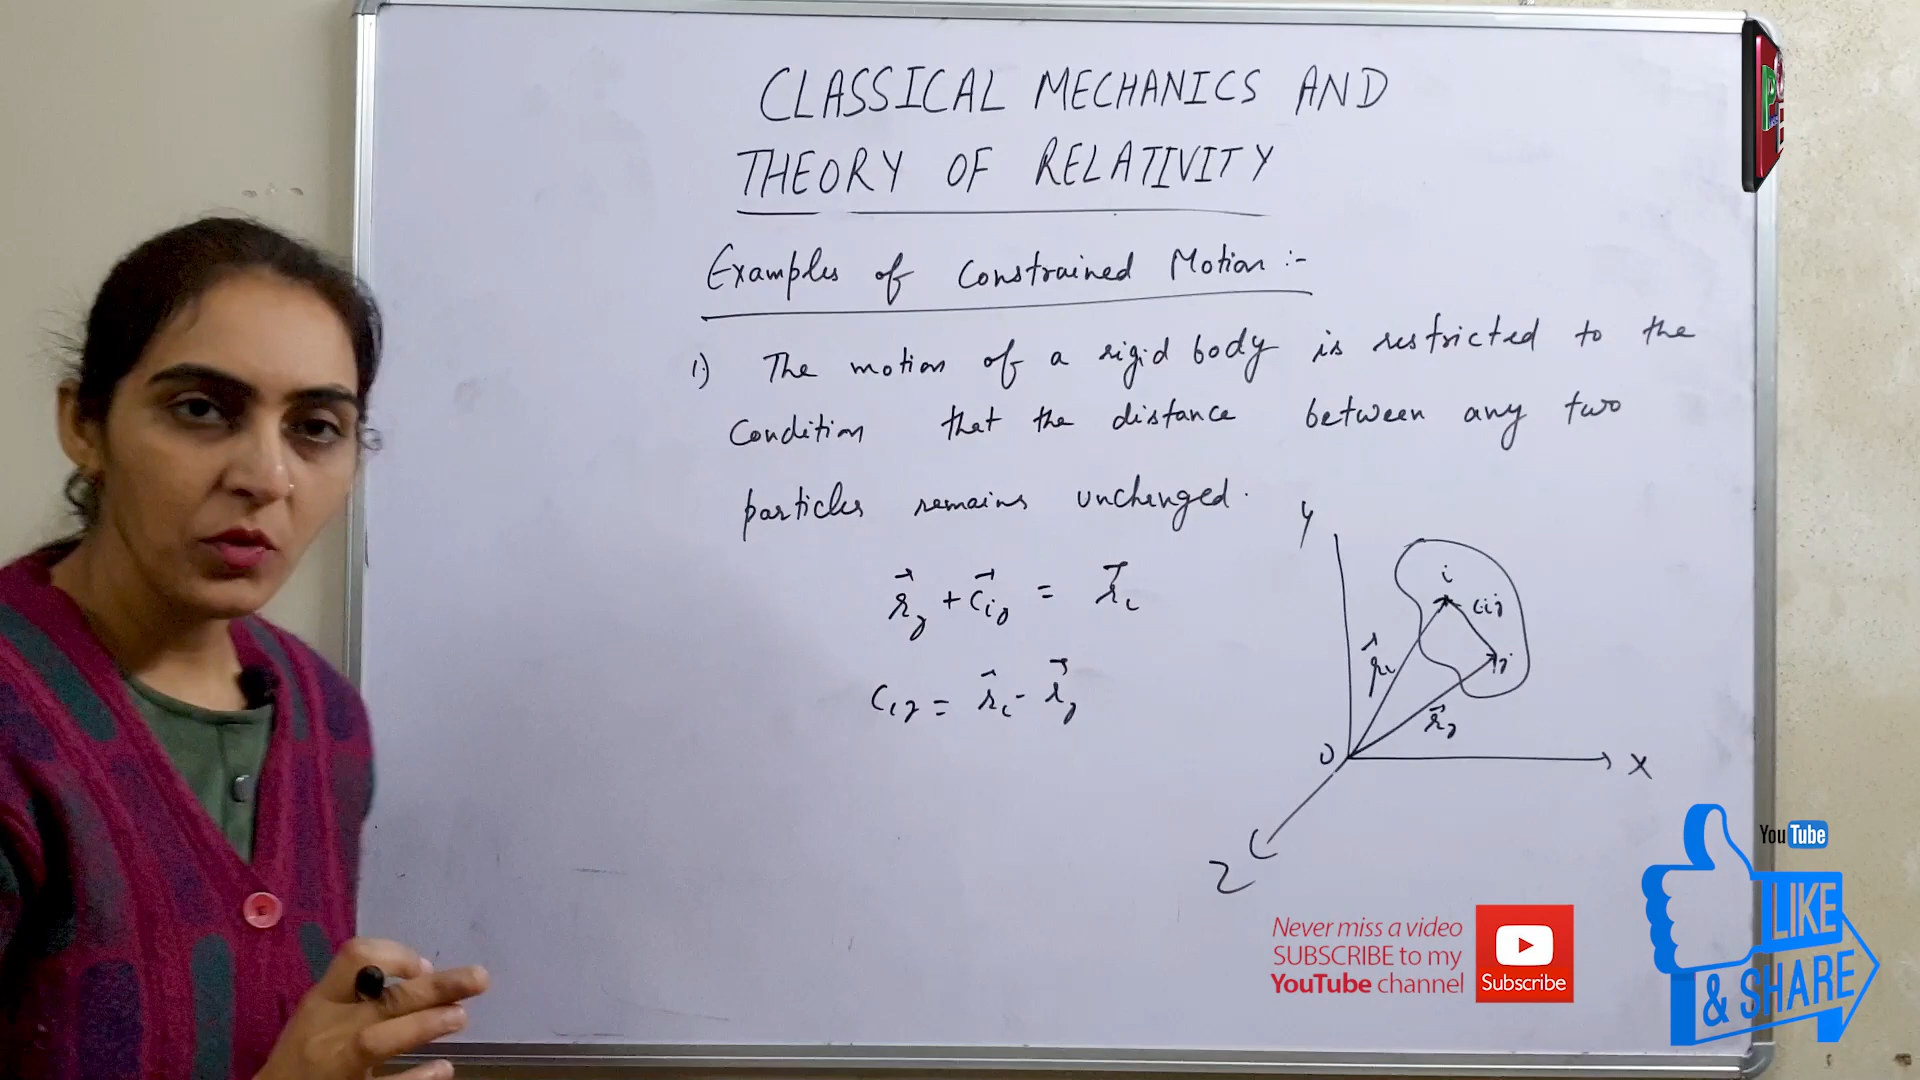 CLASSICAL MECHANICS AND
THEORY OF RELATIVITY
Examples of Constrained Motion :-
1.) The motion of a rigid body is restricted to the
condition that the distance between any two
particles remains unchanged.
r⃗j + c⃗ij = r⃗i
cij = r⃗i - r⃗j
Y
i
cij
j
r⃗i
r⃗j
O
X
Z
YouTube
LIKE
& SHARE
Never miss a video
SUBSCRIBE to my
YouTube channel
Subscribe